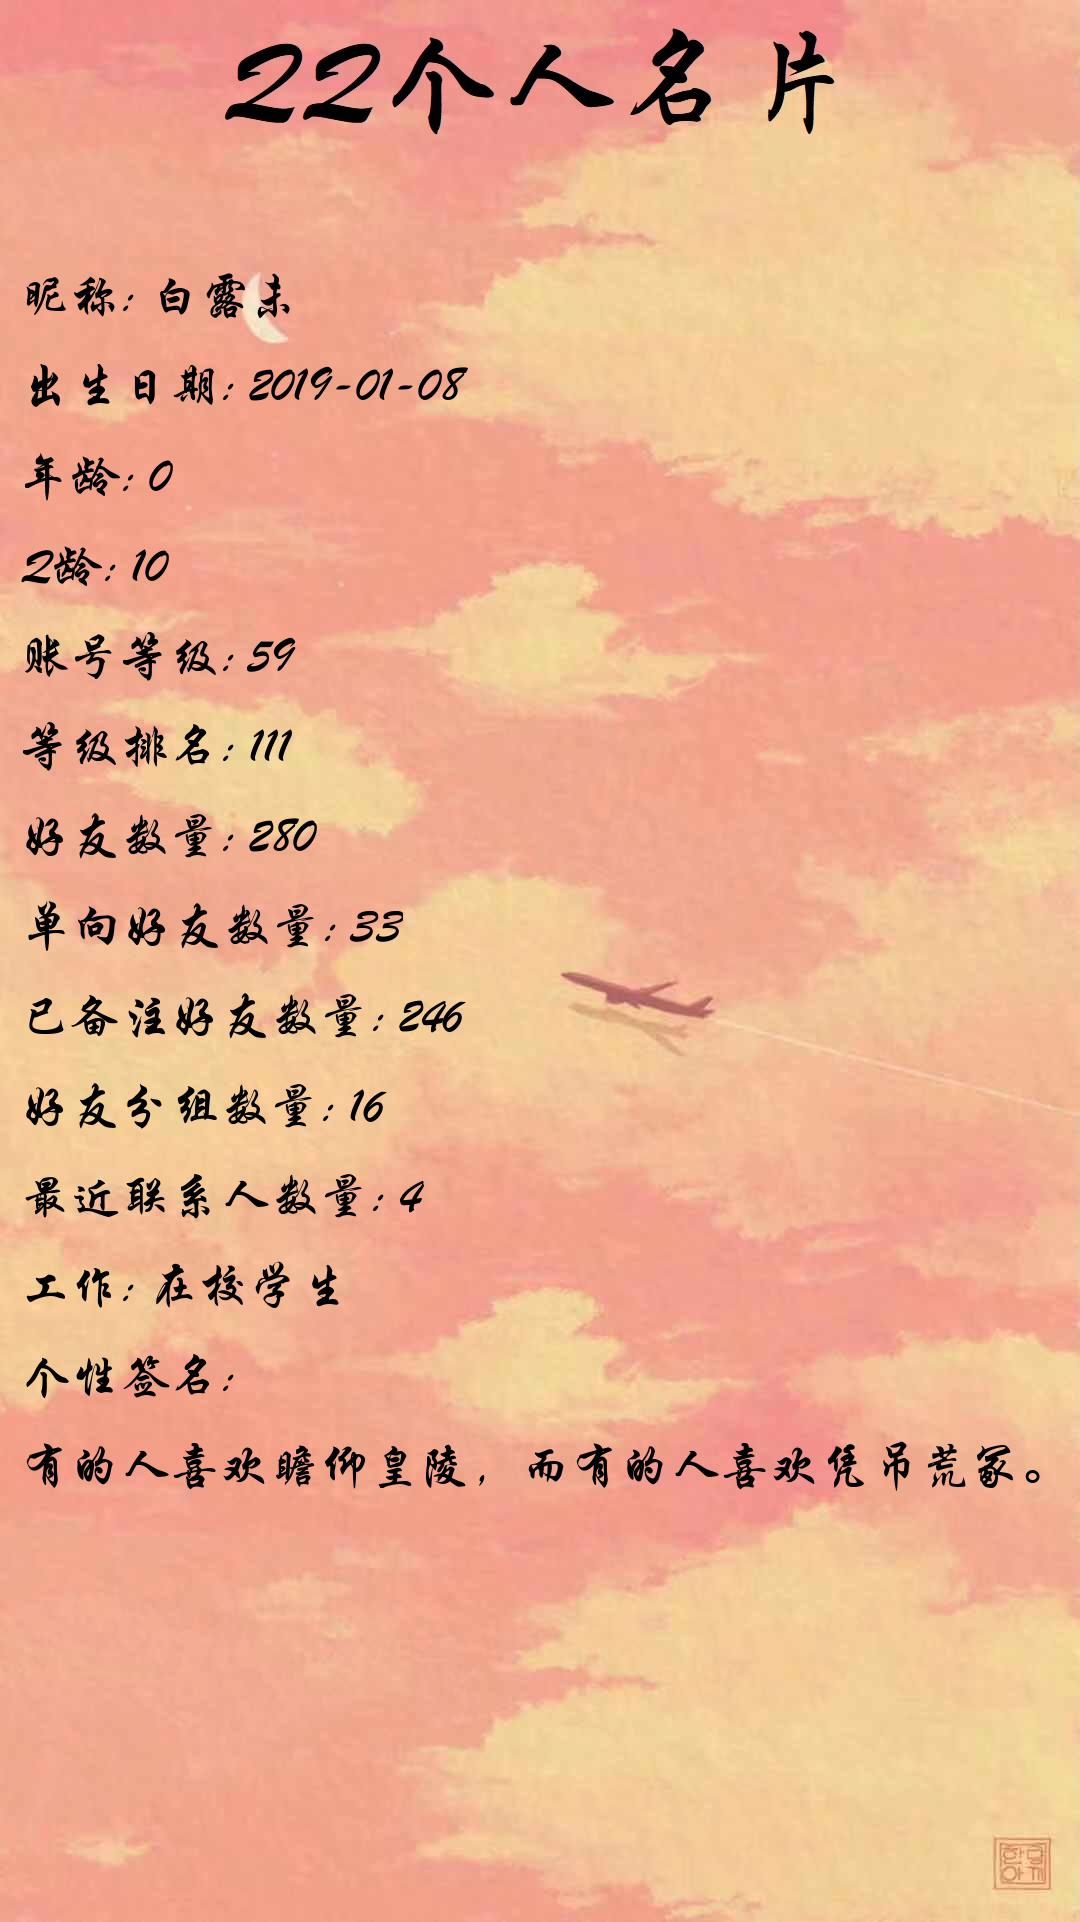 22个人名片
昵称: 白露未
出生日期: 2019-01-08
年龄: 0
2龄: 10
账号等级: 59
等级排名: 111
好友数量: 280
单向好友数量: 33
已备注好友数量: 246
好友分组数量: 16
最近联系人数量: 4
工作: 在校学生
个性签名:
有的人喜欢瞻仰皇陵，而有的人喜欢凭吊荒冢。